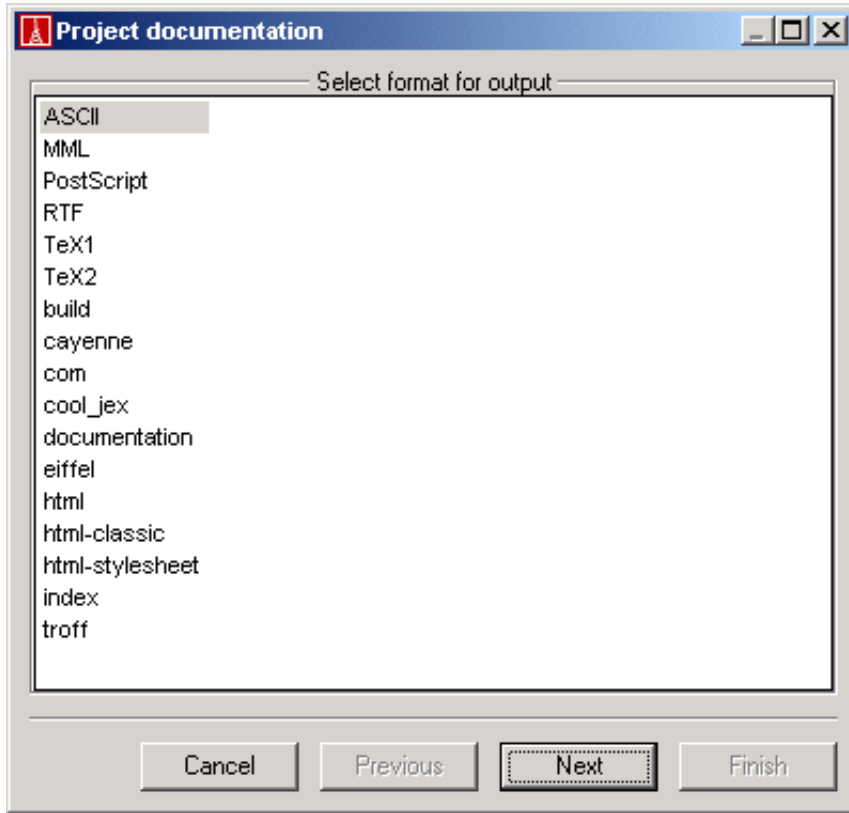 Project documentation
Select format for output
ASCII
MML
PostScript
RTF
TeX1
TeX2
build
cayenne
com
cool_jex
documentation
eiffel
html
html-classic
html-stylesheet
index
troff
Cancel Previous Next Finish